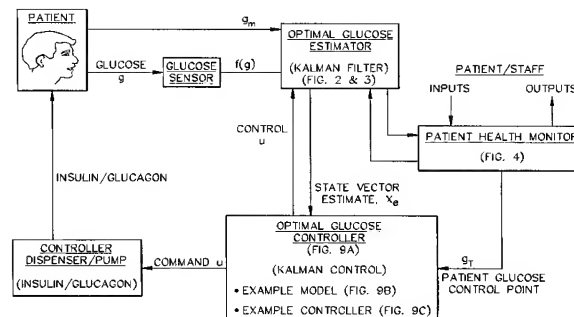 PATIENT
g_m
GLUCOSE
g
GLUCOSE
SENSOR
f(g)
OPTIMAL GLUCOSE
ESTIMATOR
(KALMAN FILTER)
(FIG. 2 & 3)
PATIENT/STAFF
INPUTS
OUTPUTS
PATIENT HEALTH MONITOR
(FIG. 4)
CONTROL
u
INSULIN/GLUCAGON
STATE VECTOR
ESTIMATE, X_e
OPTIMAL GLUCOSE
CONTROLLER
(FIG. 9A)
(KALMAN CONTROL)
• EXAMPLE MODEL (FIG. 9B)
• EXAMPLE CONTROLLER (FIG. 9C)
g_T
PATIENT GLUCOSE
CONTROL POINT
COMMAND u
CONTROLLER
DISPENSER/PUMP
(INSULIN/GLUCAGON)